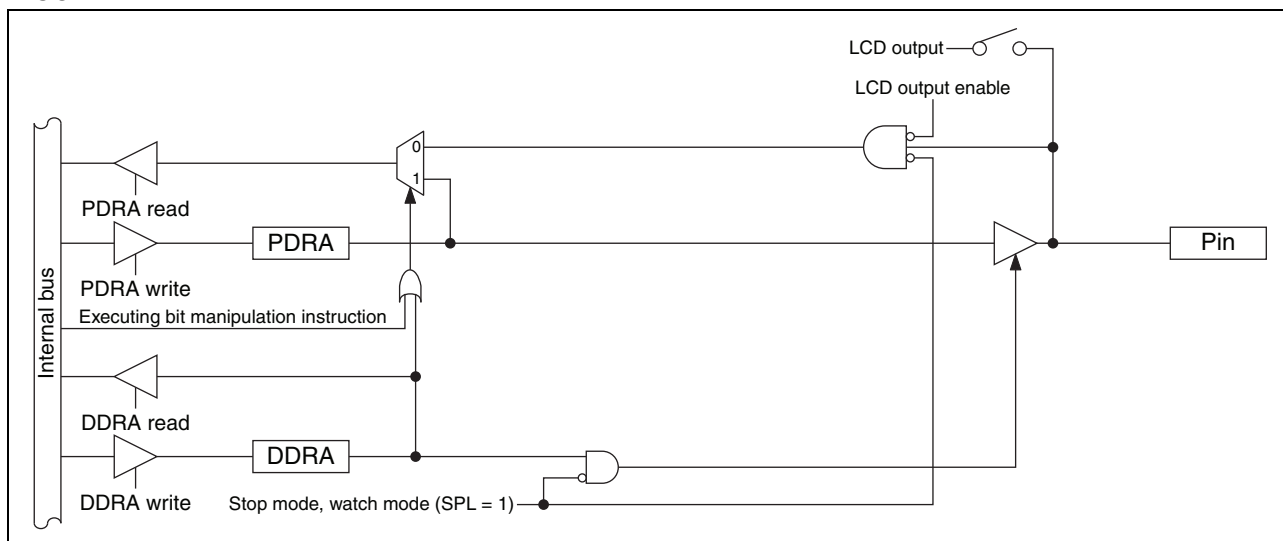 LCD output
LCD output enable
0
1
PDRA read
PDRA
Pin
PDRA write
Executing bit manipulation instruction
Internal bus
DDRA read
DDRA
DDRA write
Stop mode, watch mode (SPL = 1)